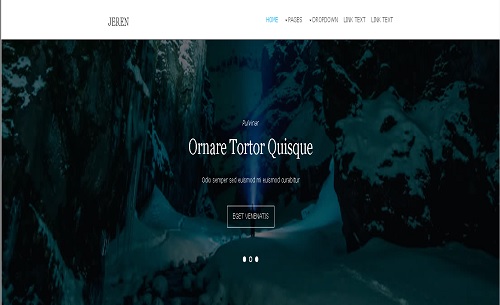 JEREN
HOME PAGES DROPDOWN LINK TEXT LINK TEXT
Pulvinar
Ornare Tortor Quisque
Odio semper sed euismod mi euismod curabitur
EGET VENENATIS